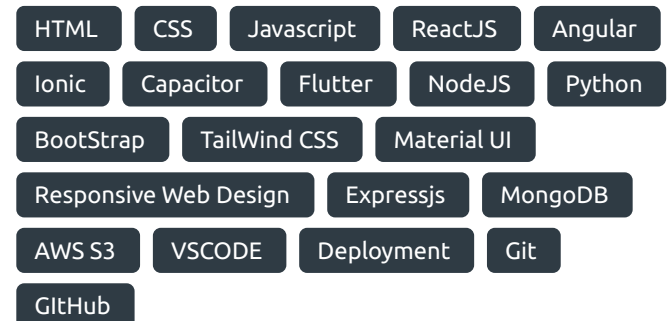 HTML CSS Javascript ReactJS Angular
Ionic Capacitor Flutter NodeJS Python
BootStrap TailWind CSS Material UI
Responsive Web Design Expressjs MongoDB
AWS S3 VSCODE Deployment Git
GItHub